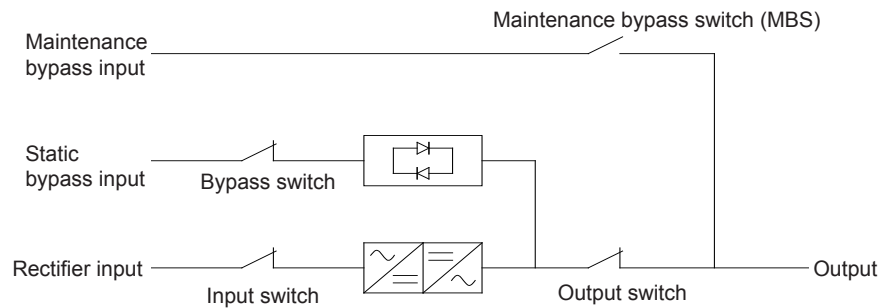 Maintenance bypass switch (MBS)
Maintenance
bypass input
Static
bypass input
Bypass switch
Rectifier input
Input switch
Output switch
Output